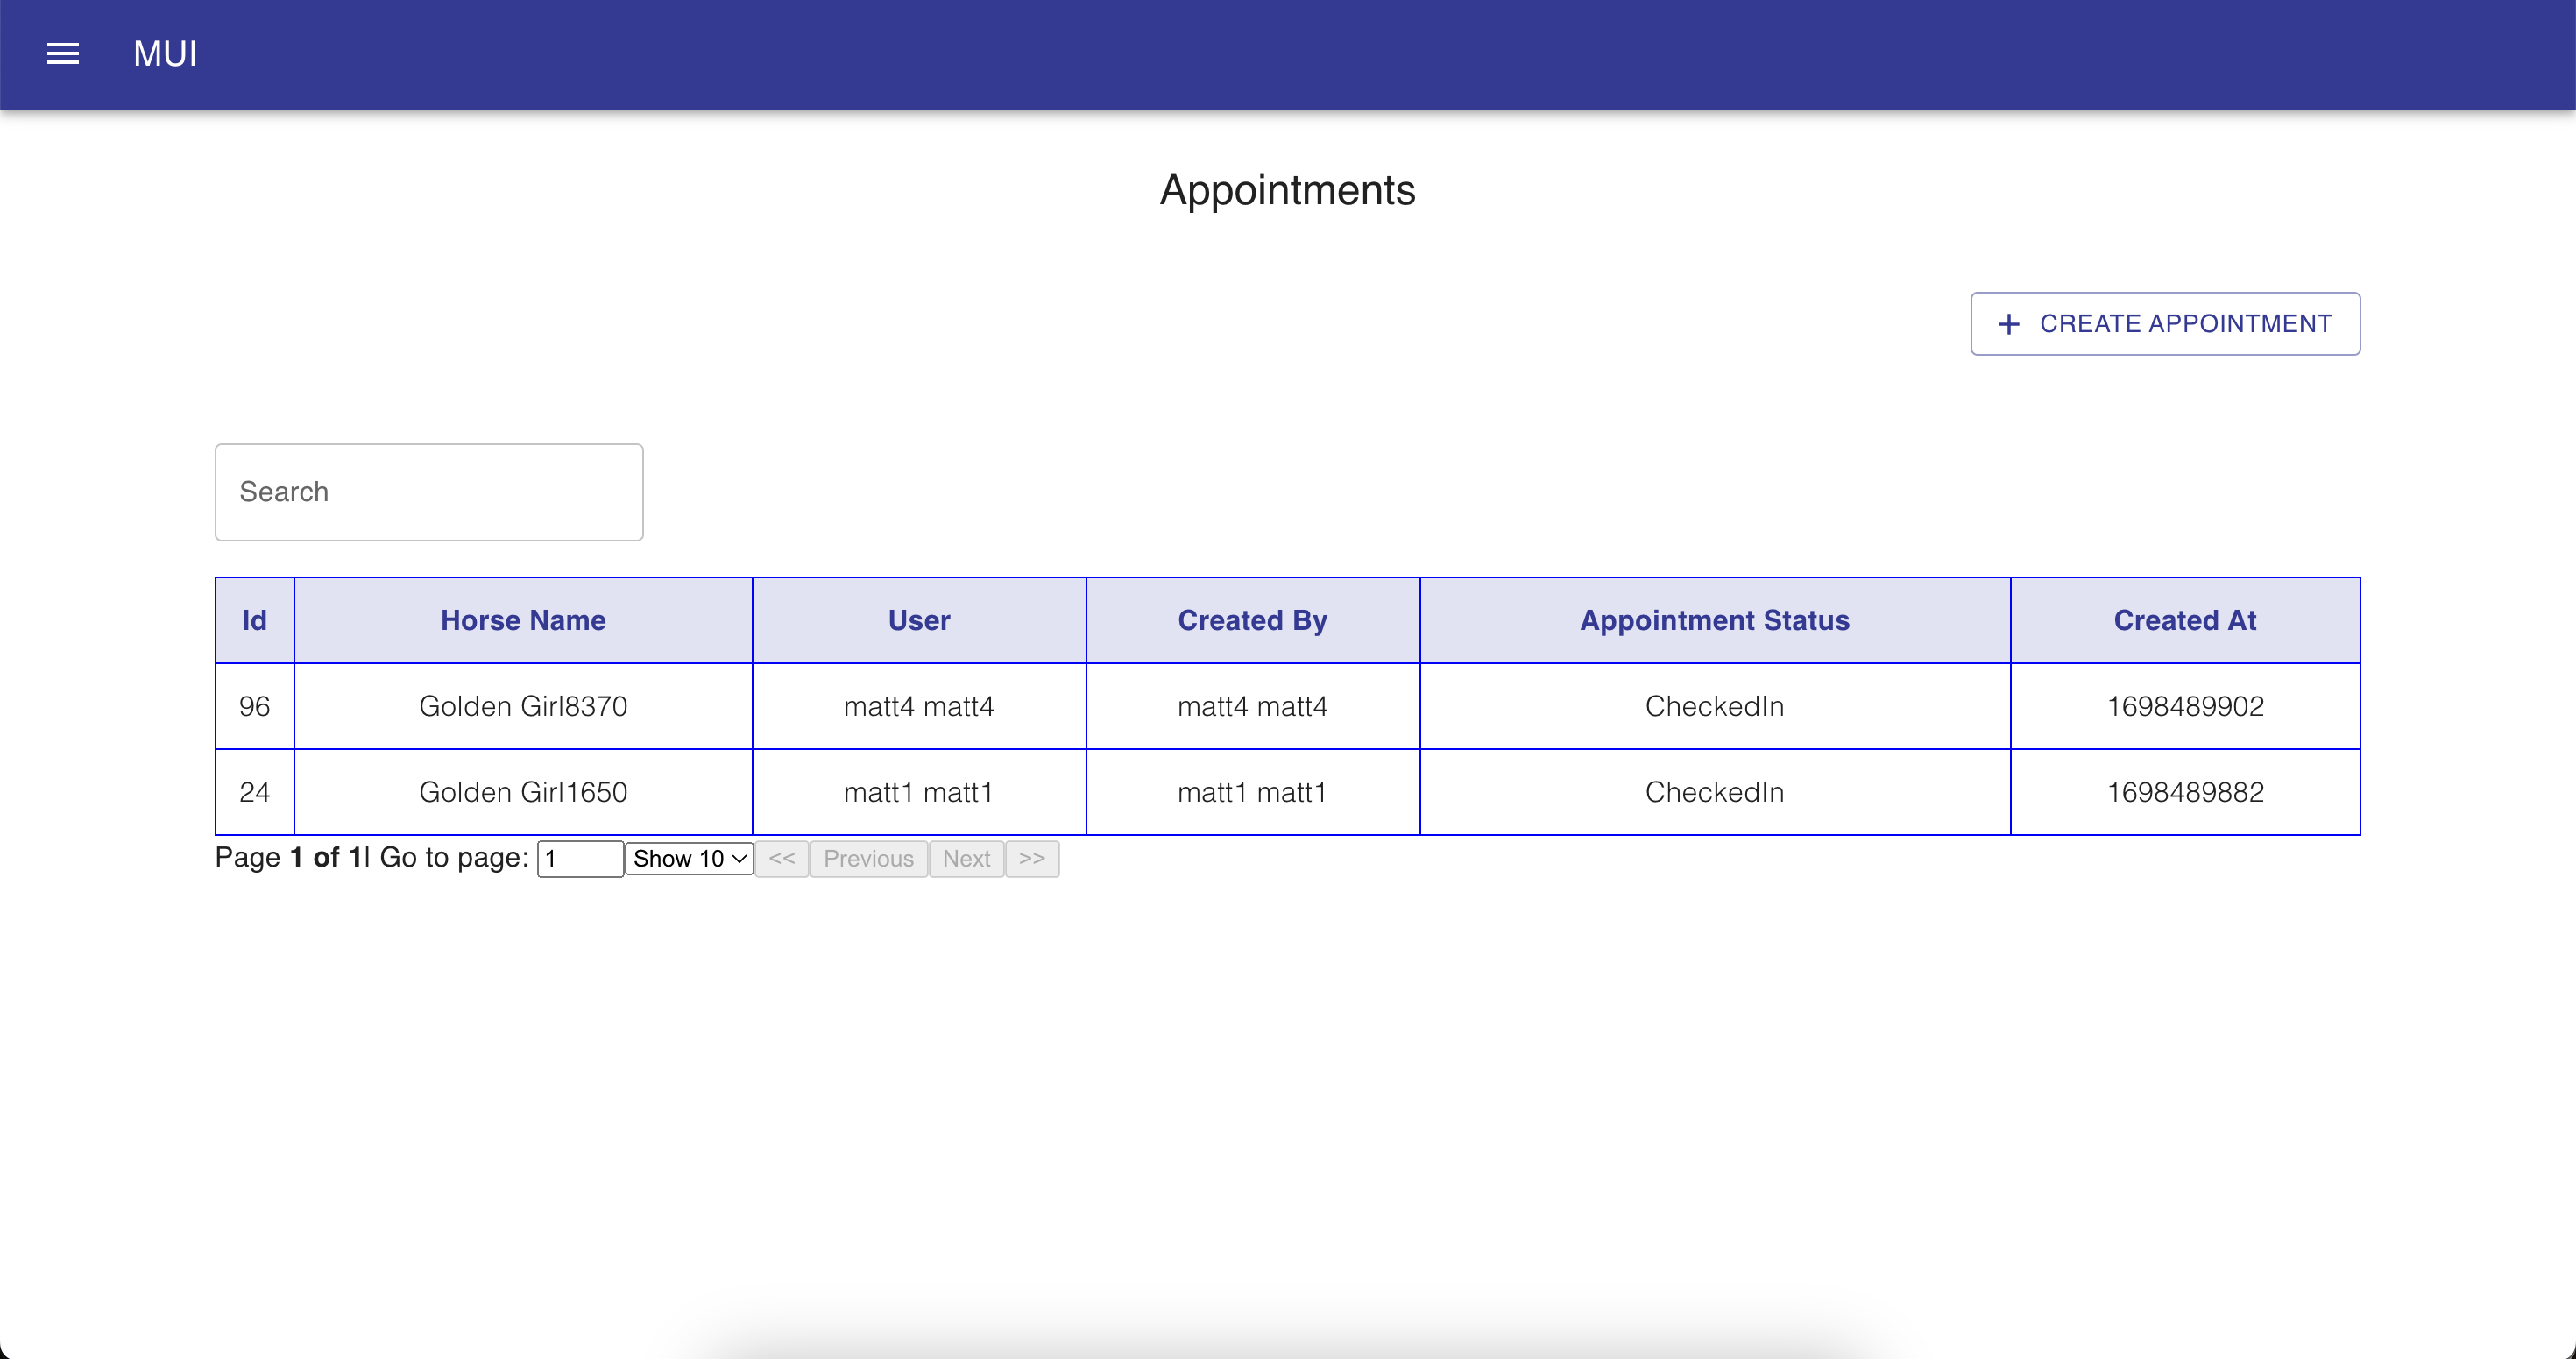 MUI
Appointments
+ CREATE APPOINTMENT
Search
Id Horse Name User Created By Appointment Status Created At
96 Golden Girl8370 matt4 matt4 matt4 matt4 CheckedIn 1698489902
24 Golden Girl1650 matt1 matt1 matt1 matt1 CheckedIn 1698489882
Page 1 of 1| Go to page: 1 Show 10 << Previous Next >>